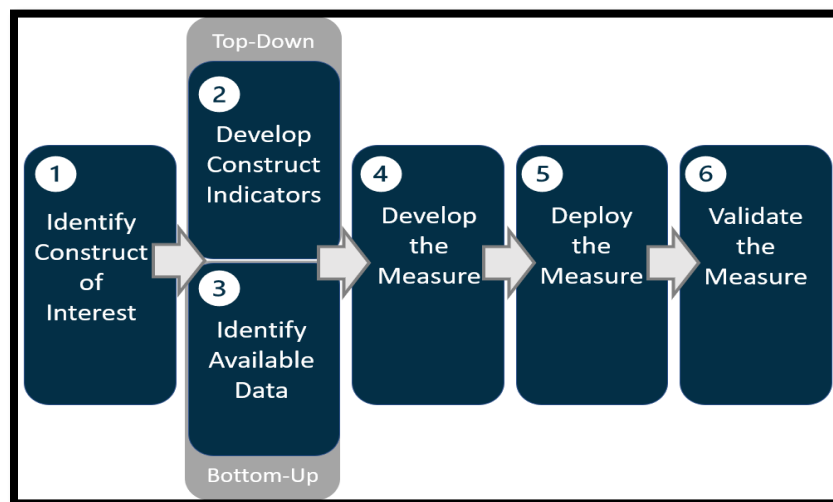 1
Identify
Construct
of
Interest
Top-Down
2
Develop
Construct
Indicators
3
Identify
Available
Data
Bottom-Up
4
Develop
the
Measure
5
Deploy
the
Measure
6
Validate
the
Measure